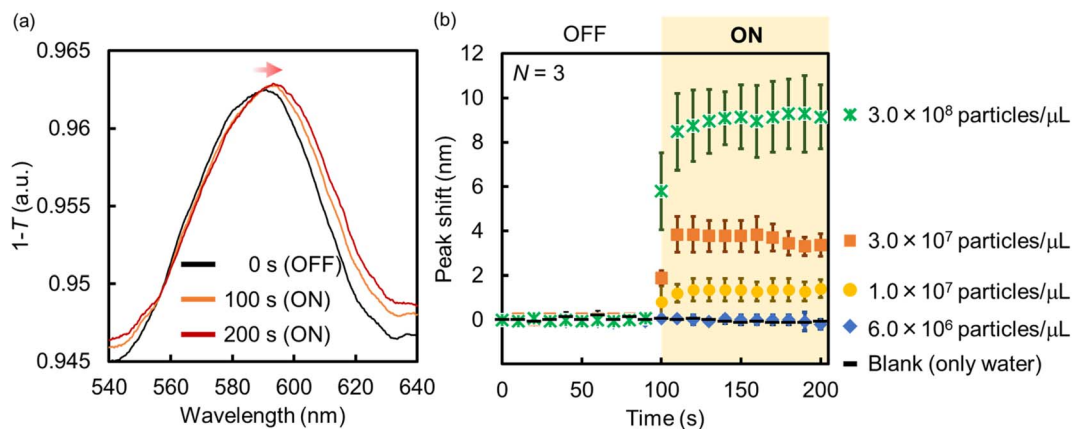 (a)
0.965
0.96
0.955
0.95
0.945
1-T (a.u.)
0 s (OFF)
100 s (ON)
200 s (ON)
540 560 580 600 620 640
Wavelength (nm)
(b)
OFF ON
N = 3
12
10
8
6
4
2
0
Peak shift (nm)
0 50 100 150 200
Time (s)
3.0 × 10⁸ particles/μL
3.0 × 10⁷ particles/μL
1.0 × 10⁷ particles/μL
6.0 × 10⁶ particles/μL
Blank (only water)